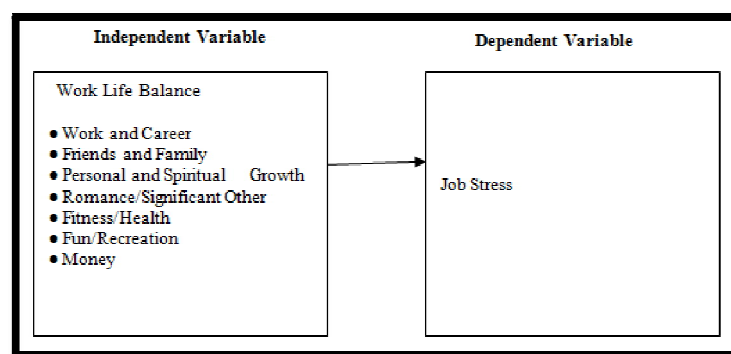 Independent Variable
Dependent Variable
Work Life Balance
● Work and Career
● Friends and Family
● Personal and Spiritual Growth
● Romance/Significant Other
● Fitness/Health
● Fun/Recreation
● Money
Job Stress